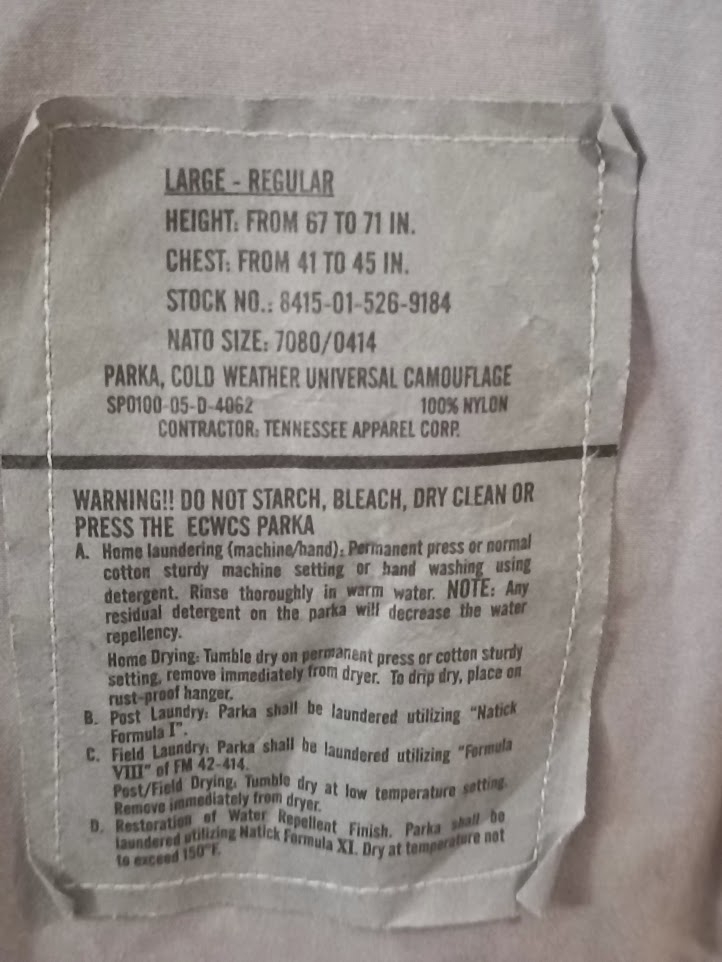 LARGE - REGULAR
HEIGHT: FROM 67 TO 71 IN.
CHEST: FROM 41 TO 45 IN.
STOCK NO.: 8415-01-526-9184
NATO SIZE: 7080/0414
PARKA, COLD WEATHER UNIVERSAL CAMOUFLAGE
SPO100-05-D-4062 100% NYLON
CONTRACTOR: TENNESSEE APPAREL CORP.
WARNING!! DO NOT STARCH, BLEACH, DRY CLEAN OR
PRESS THE ECWCS PARKA
A. Home laundering (machine/hand): Permanent press or normal
cotton sturdy machine setting or hand washing using
detergent. Rinse thoroughly in warm water. NOTE: Any
residual detergent on the parka will decrease the water
repellency.
Home Drying: Tumble dry on permanent press or cotton sturdy
setting, remove immediately from dryer. To drip dry, place on
rust-proof hanger.
B. Post Laundry: Parka shall be laundered utilizing "Natick
Formula I".
C. Field Laundry: Parka shall be laundered utilizing "Formula
VIII" of FM 42-414.
Post/Field Drying: Tumble dry at low temperature setting.
Remove immediately from dryer.
D. Restoration of Water Repellent Finish. Parka shall be
laundered utilizing Natick Formula XI. Dry at temperature not
to exceed 150°F.